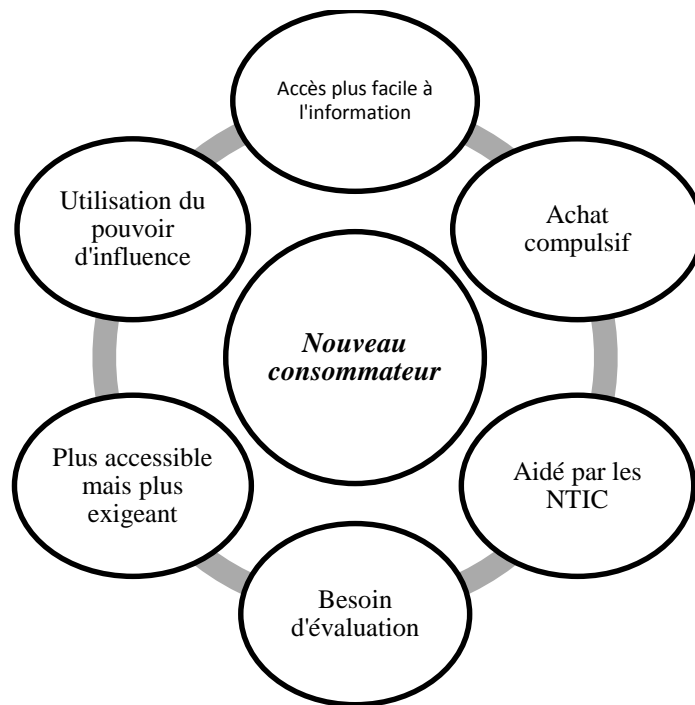 Accès plus facile à
l'information
Achat
compulsif
Aidé par les
NTIC
Besoin
d'évaluation
Plus accessible
mais plus
exigeant
Utilisation du
pouvoir
d'influence
Nouveau
consommateur